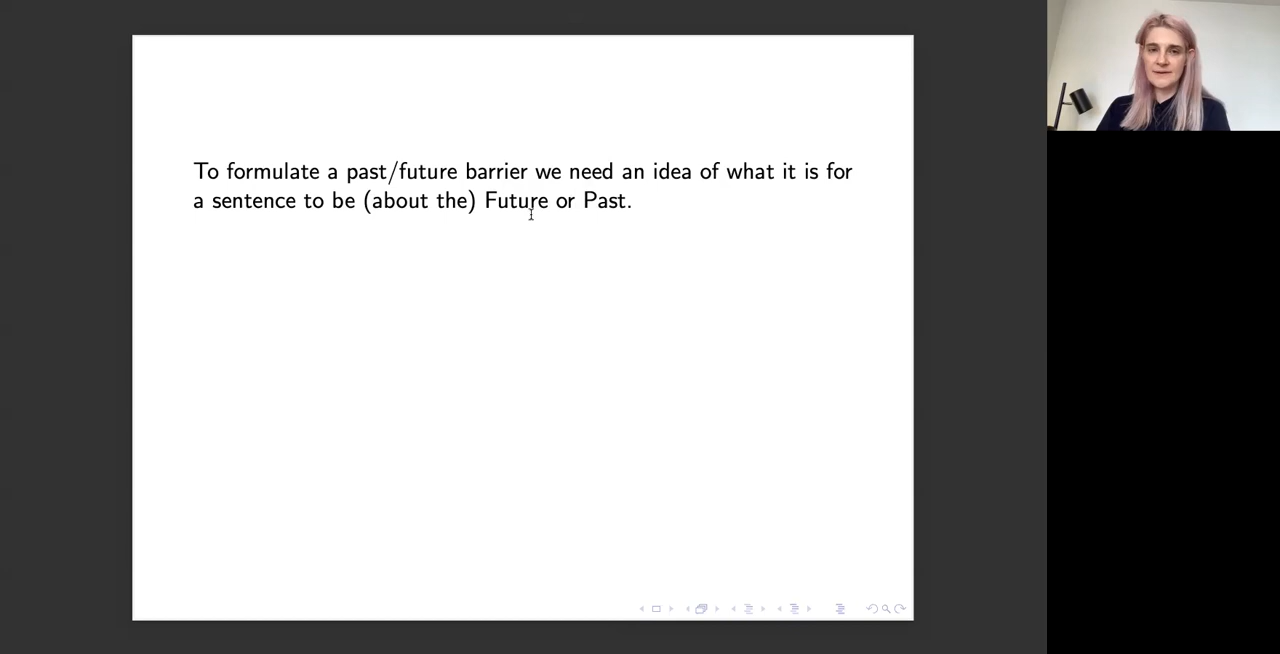 To formulate a past/future barrier we need an idea of what it is for
a sentence to be (about the) Future or Past.